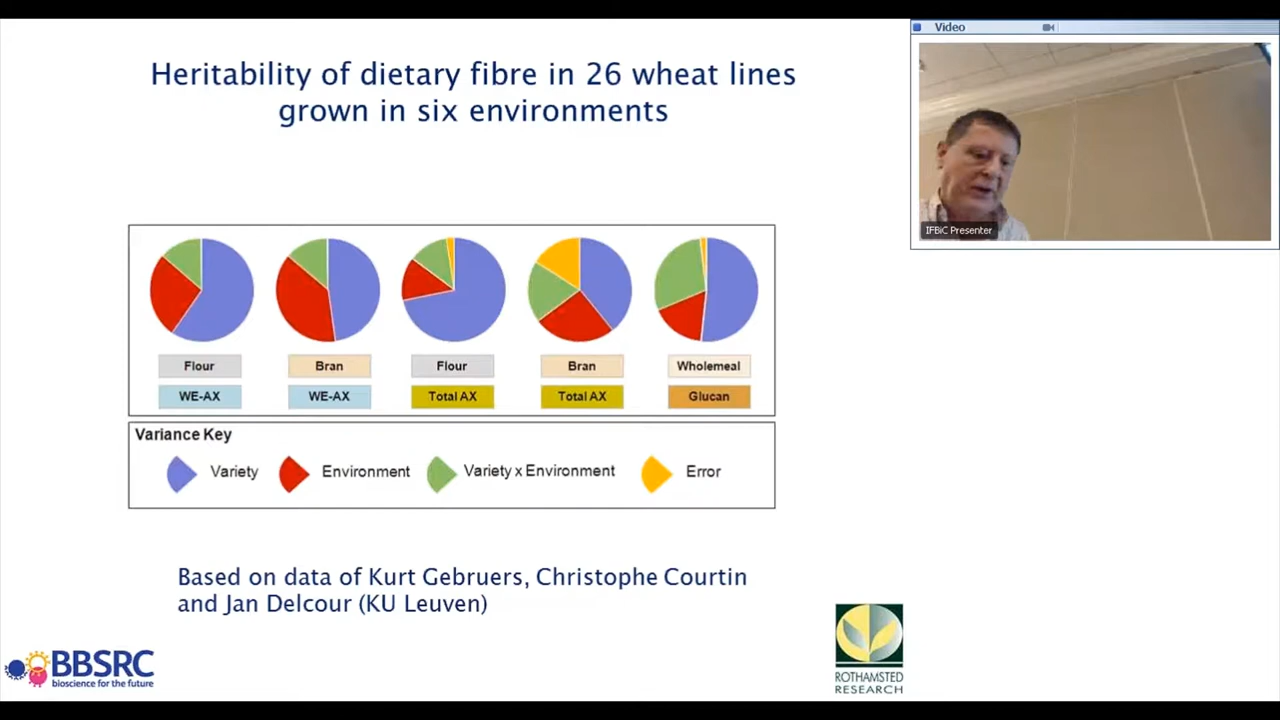 Heritability of dietary fibre in 26 wheat lines
grown in six environments
Video
IFBiC Presenter
Flour
Bran
Flour
Bran
Wholemeal
WE-AX
WE-AX
Total AX
Total AX
Glucan
Variance Key
Variety
Environment
Variety x Environment
Error
Based on data of Kurt Gebruers, Christophe Courtin
and Jan Delcour (KU Leuven)
BBSRC
bioscience for the future
ROTHAMSTED
RESEARCH